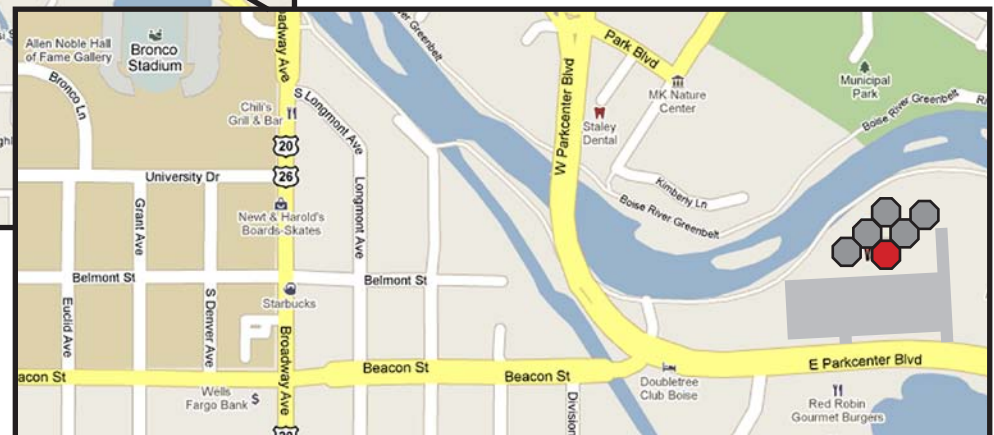 Allen Noble Hall
of Fame Gallery
Bronco
Stadium
Bronco Ln
Broadway Ave
Chili's
Grill & Bar
S Longmont Ave
20
26
University Dr
Grant Ave
Newt & Harold's
Boards-Skates
Longmont Ave
Belmont St
Belmont St
Euclid Ave
S Denver Ave
Starbucks
Broadway Ave
Beacon St
Beacon St
Wells
Fargo Bank $
Division
Doubletree
Club Boise
E Parkcenter Blvd
Red Robin
Gourmet Burgers
W Parkcenter Blvd
Park Blvd
MK Nature
Center
Staley
Dental
Kimberly Ln
Boise River Greenbelt
Municipal
Park
Boise River Greenbelt
er Greenbelt
acon St